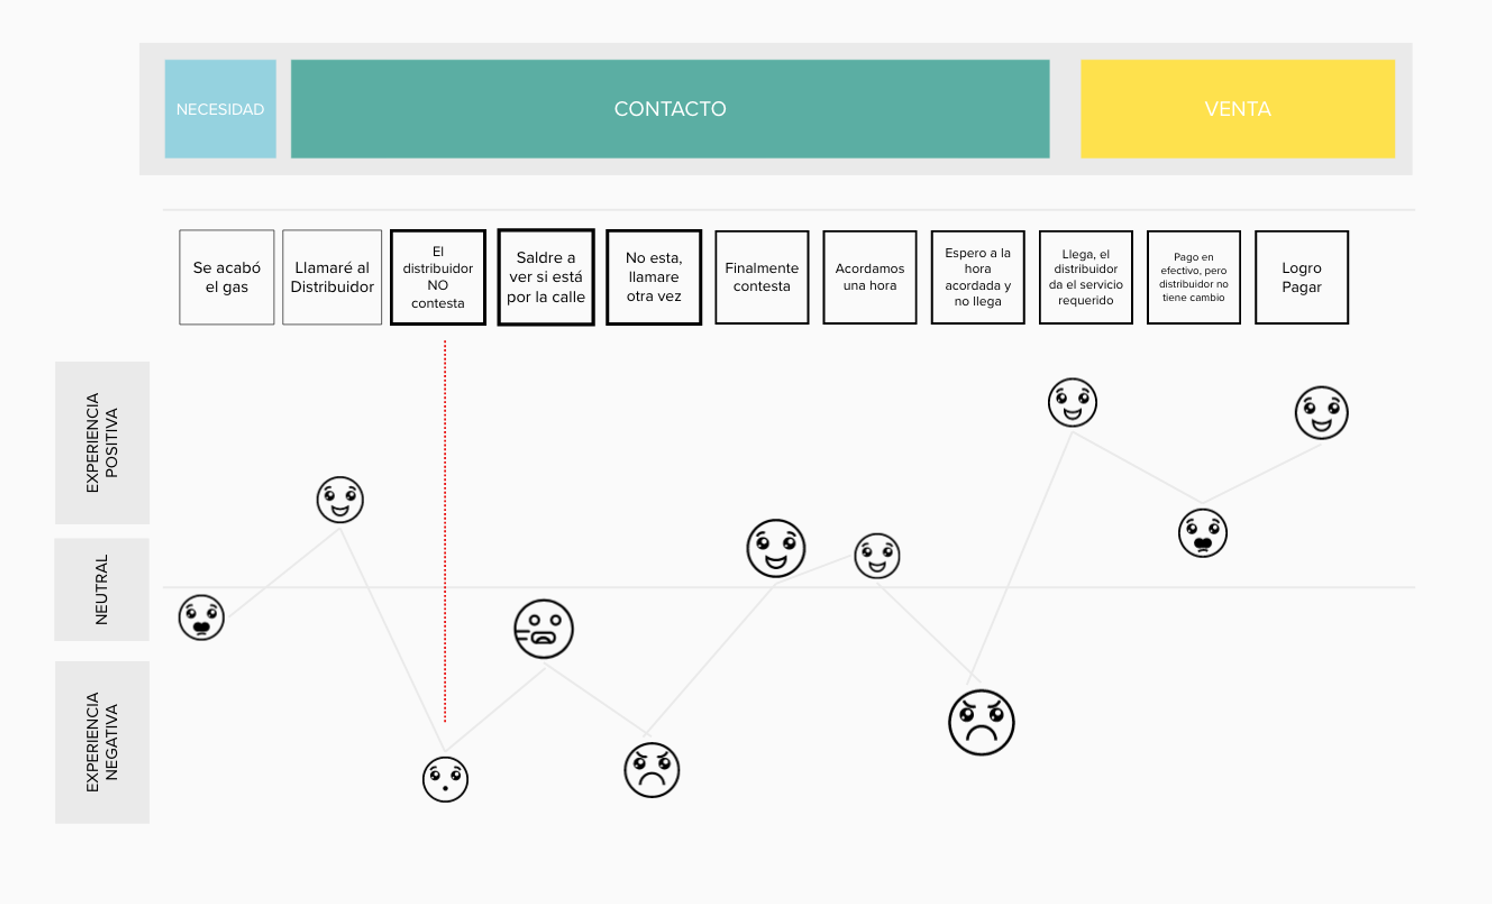 NECESIDAD
CONTACTO
VENTA
Se acabó
el gas
Llamaré al
Distribuidor
El
distribuidor
NO
contesta
Saldre a
ver si está
por la calle
No esta,
llamare
otra vez
Finalmente
contesta
Acordamos
una hora
Espero a la
hora
acordada y
no llega
Llega, el
distribuidor
da el servicio
requerido
Pago en
efectivo, pero
distribuidor no
tiene cambio
Logro
Pagar
EXPERIENCIA
POSITIVA
NEUTRAL
EXPERIENCIA
NEGATIVA